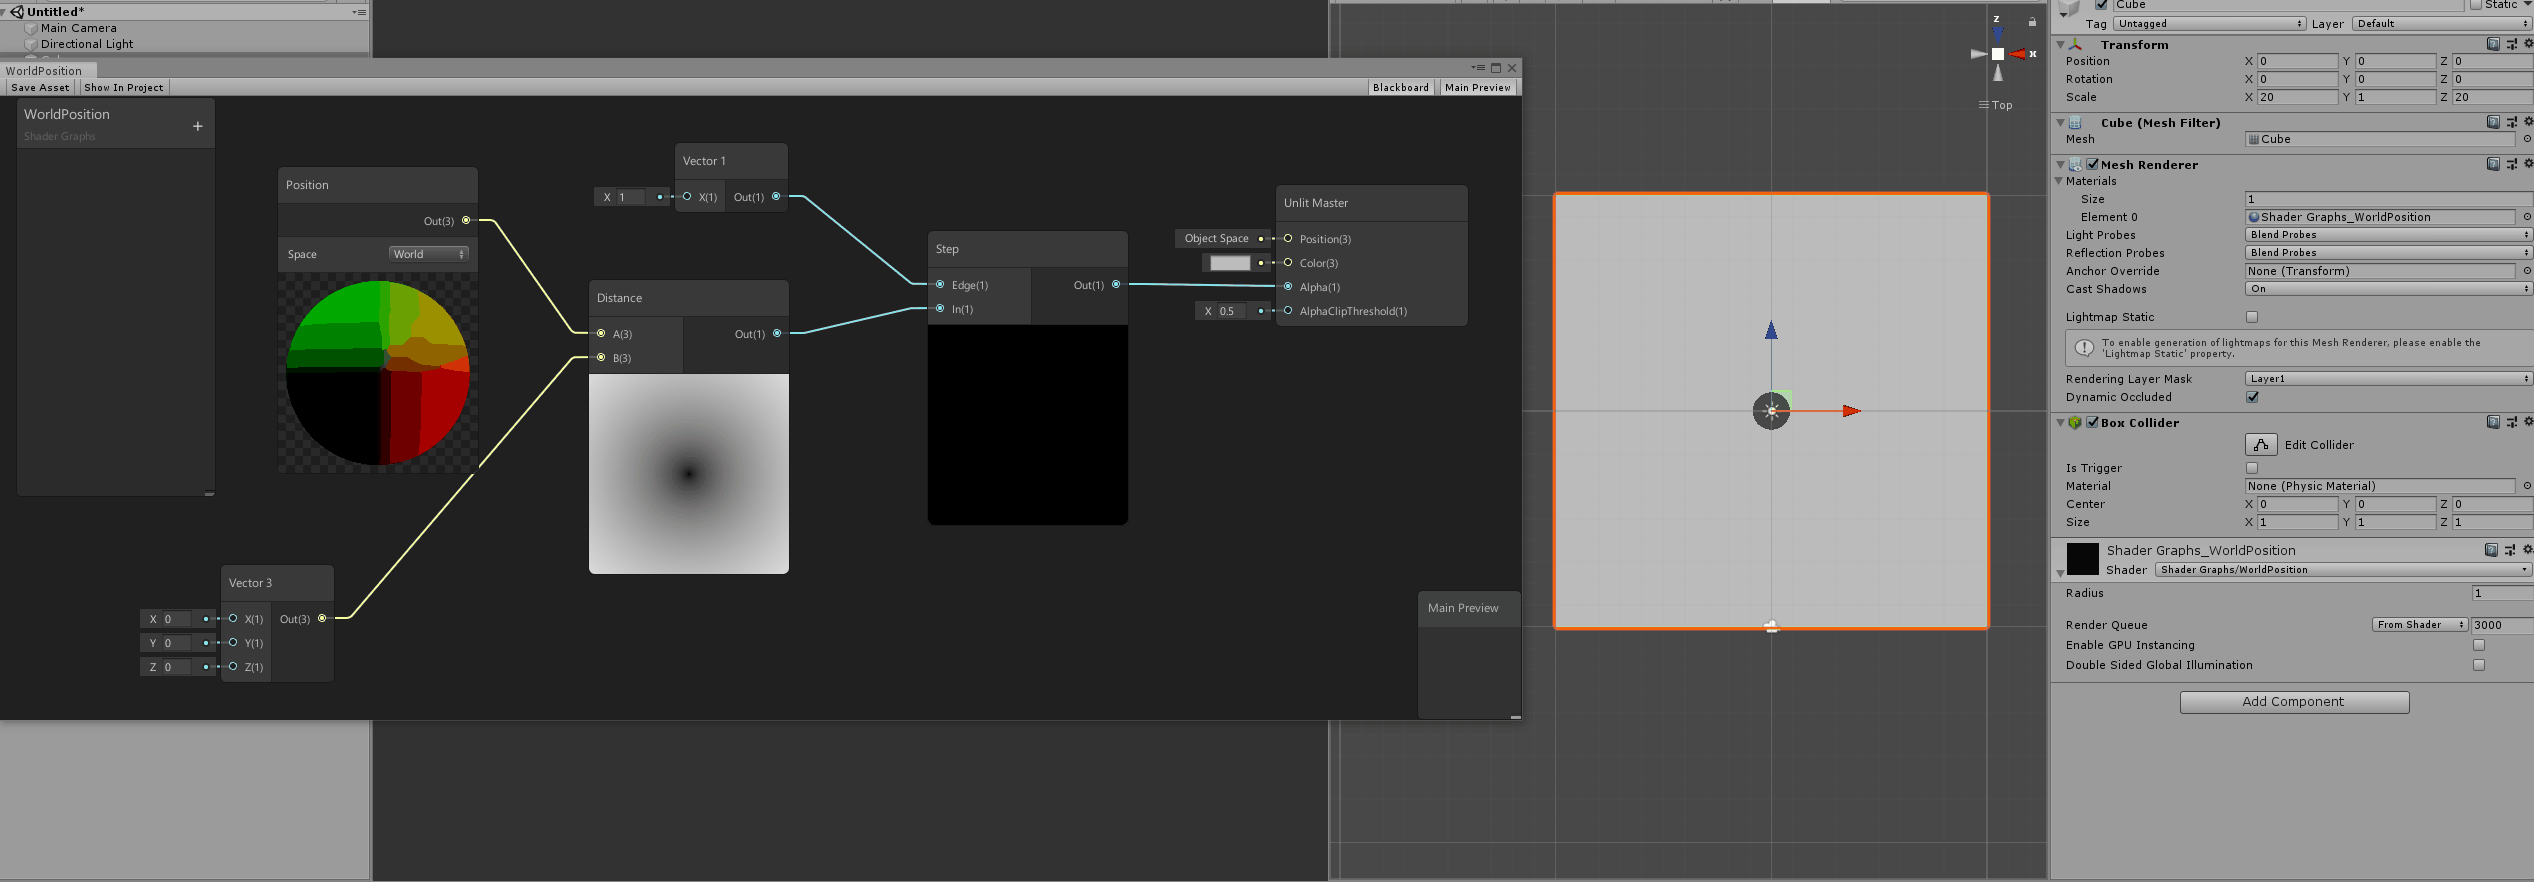 Untitled*
Main Camera
Directional Light
WorldPosition
Save Asset
Show In Project
Blackboard
Main Preview
WorldPosition
Shader Graphs
+
Position
Out(3)
Space
World
Vector 1
X 1
X(1)
Out(1)
Distance
A(3)
Out(1)
B(3)
Vector 3
X 0
X(1)
Out(3)
Y 0
Y(1)
Z 0
Z(1)
Step
Edge(1)
Out(1)
In(1)
Unlit Master
Object Space
Position(3)
Color(3)
Alpha(1)
X 0.5
AlphaClipThreshold(1)
Main Preview
z
x
Top
Cube
Static
Tag Untagged
Layer Default
Transform
Position X 0 Y 0 Z 0
Rotation X 0 Y 0 Z 0
Scale X 20 Y 1 Z 20
Cube (Mesh Filter)
Mesh Cube
Mesh Renderer
Materials
Size 1
Element 0 Shader Graphs_WorldPosition
Light Probes Blend Probes
Reflection Probes Blend Probes
Anchor Override None (Transform)
Cast Shadows On
Lightmap Static
To enable generation of lightmaps for this Mesh Renderer, please enable the
'Lightmap Static' property.
Rendering Layer Mask Layer1
Dynamic Occluded
Box Collider
Edit Collider
Is Trigger
Material None (Physic Material)
Center X 0 Y 0 Z 0
Size X 1 Y 1 Z 1
Shader Graphs_WorldPosition
Shader Shader Graphs/WorldPosition
Radius 1
Render Queue From Shader 3000
Enable GPU Instancing
Double Sided Global Illumination
Add Component